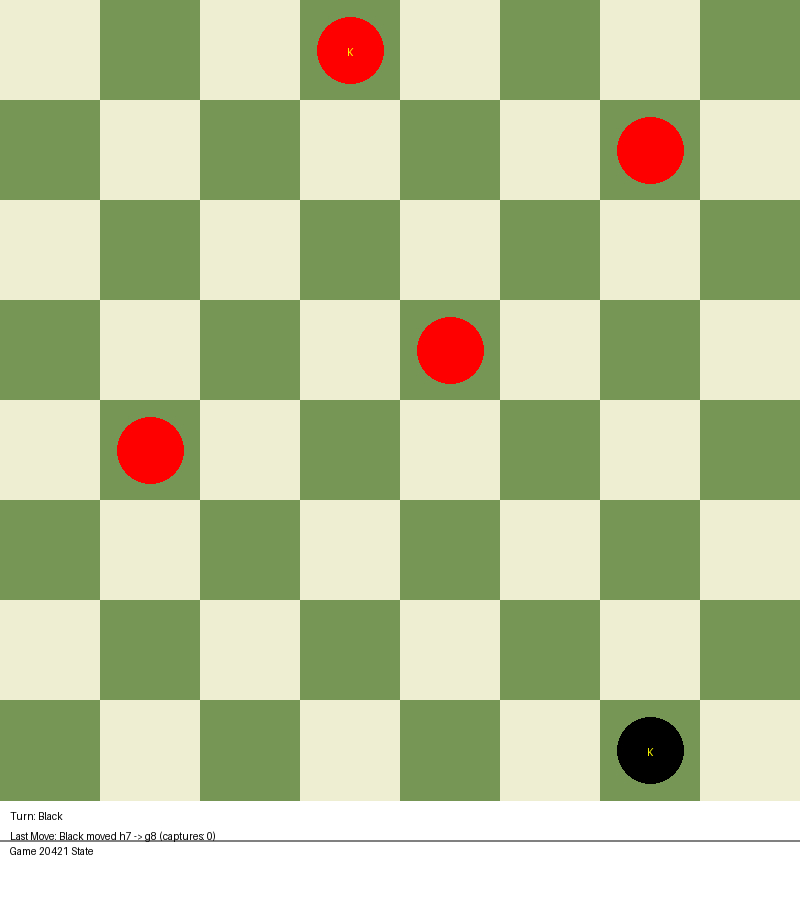 K
K
Turn: Black
Last Move: Black moved h7 -> g8 (captures: 0)
Game 20421 State